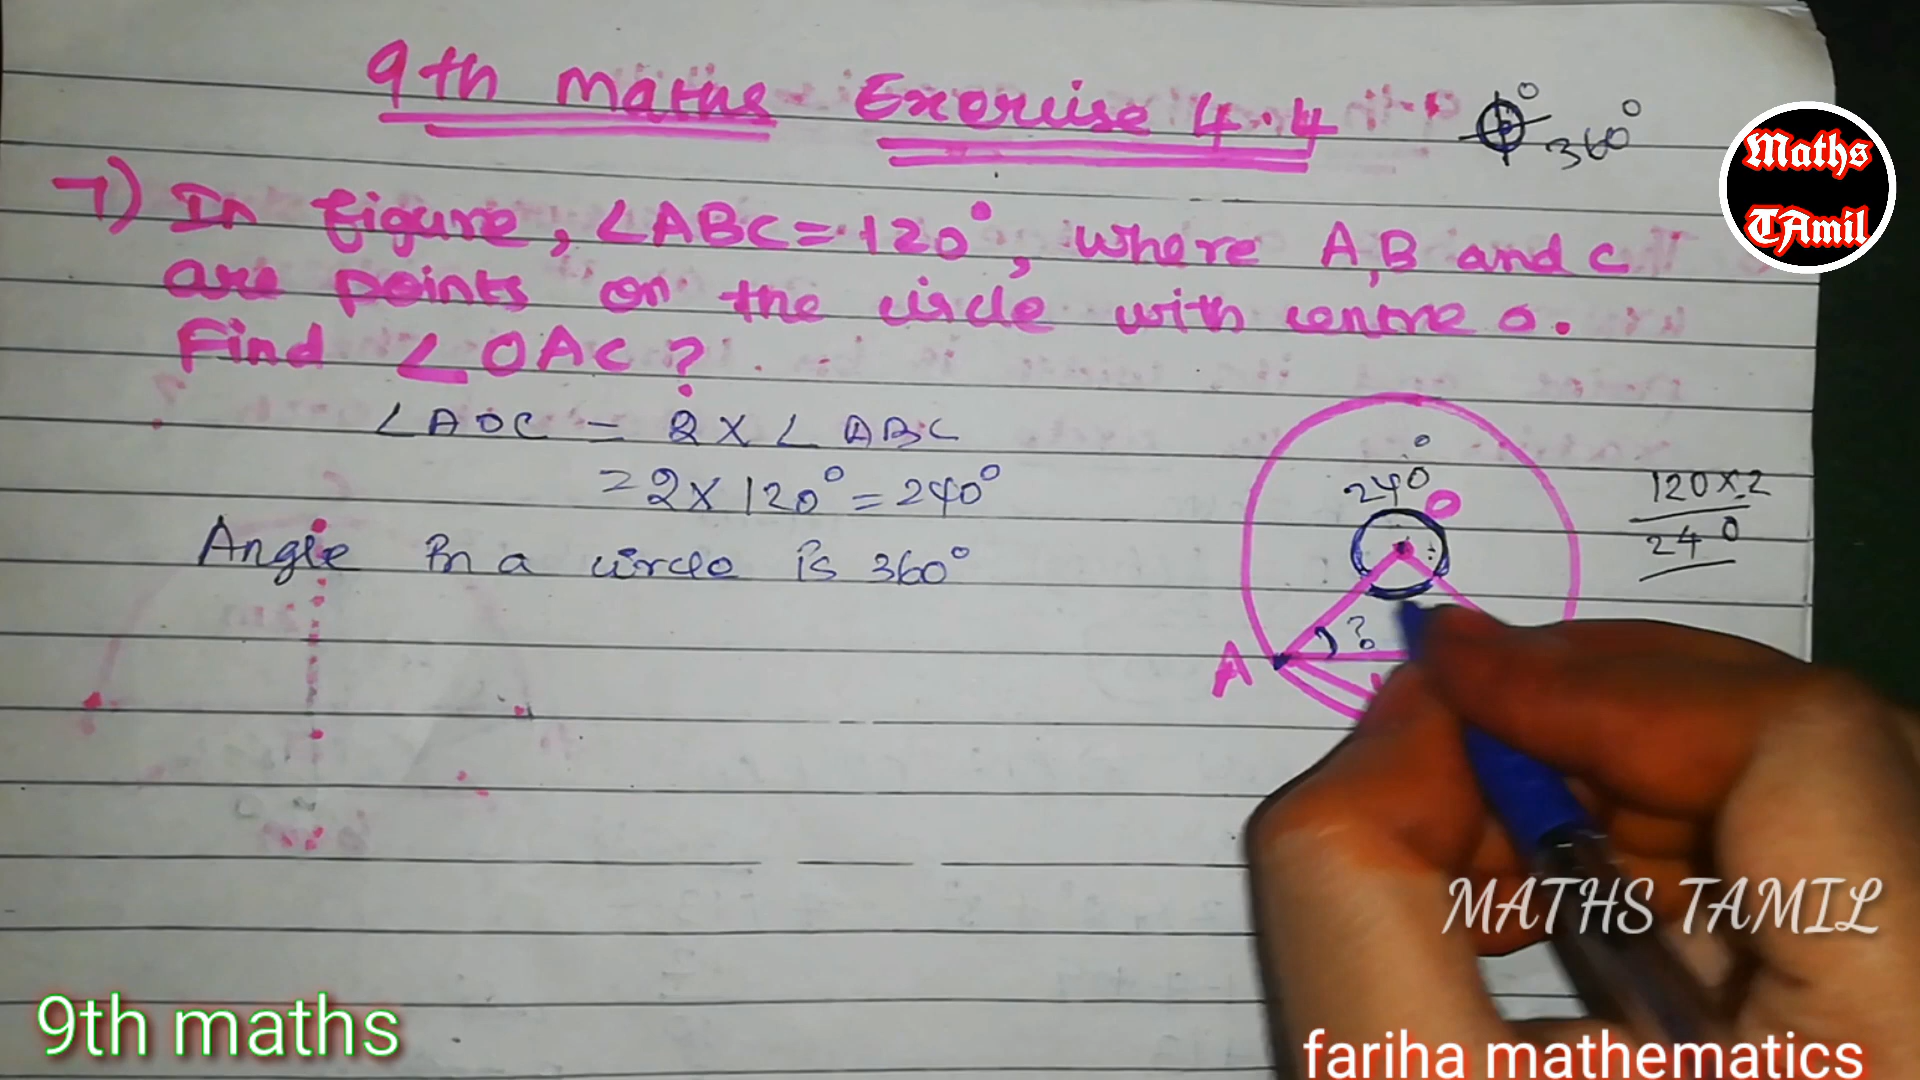 9th maths Exercise 4.4
360°
Maths
TAmil
7) In figure, ∠ABC = 120°, where A,B and C
are points on the circle with centre O.
Find ∠OAC ?
∠AOC = 2 X ∠ ABC
= 2 X 120° = 240°
Angle in a circle is 360°
240°
O
120X2
240
?
A
MATHS TAMIL
9th maths
fariha mathematics